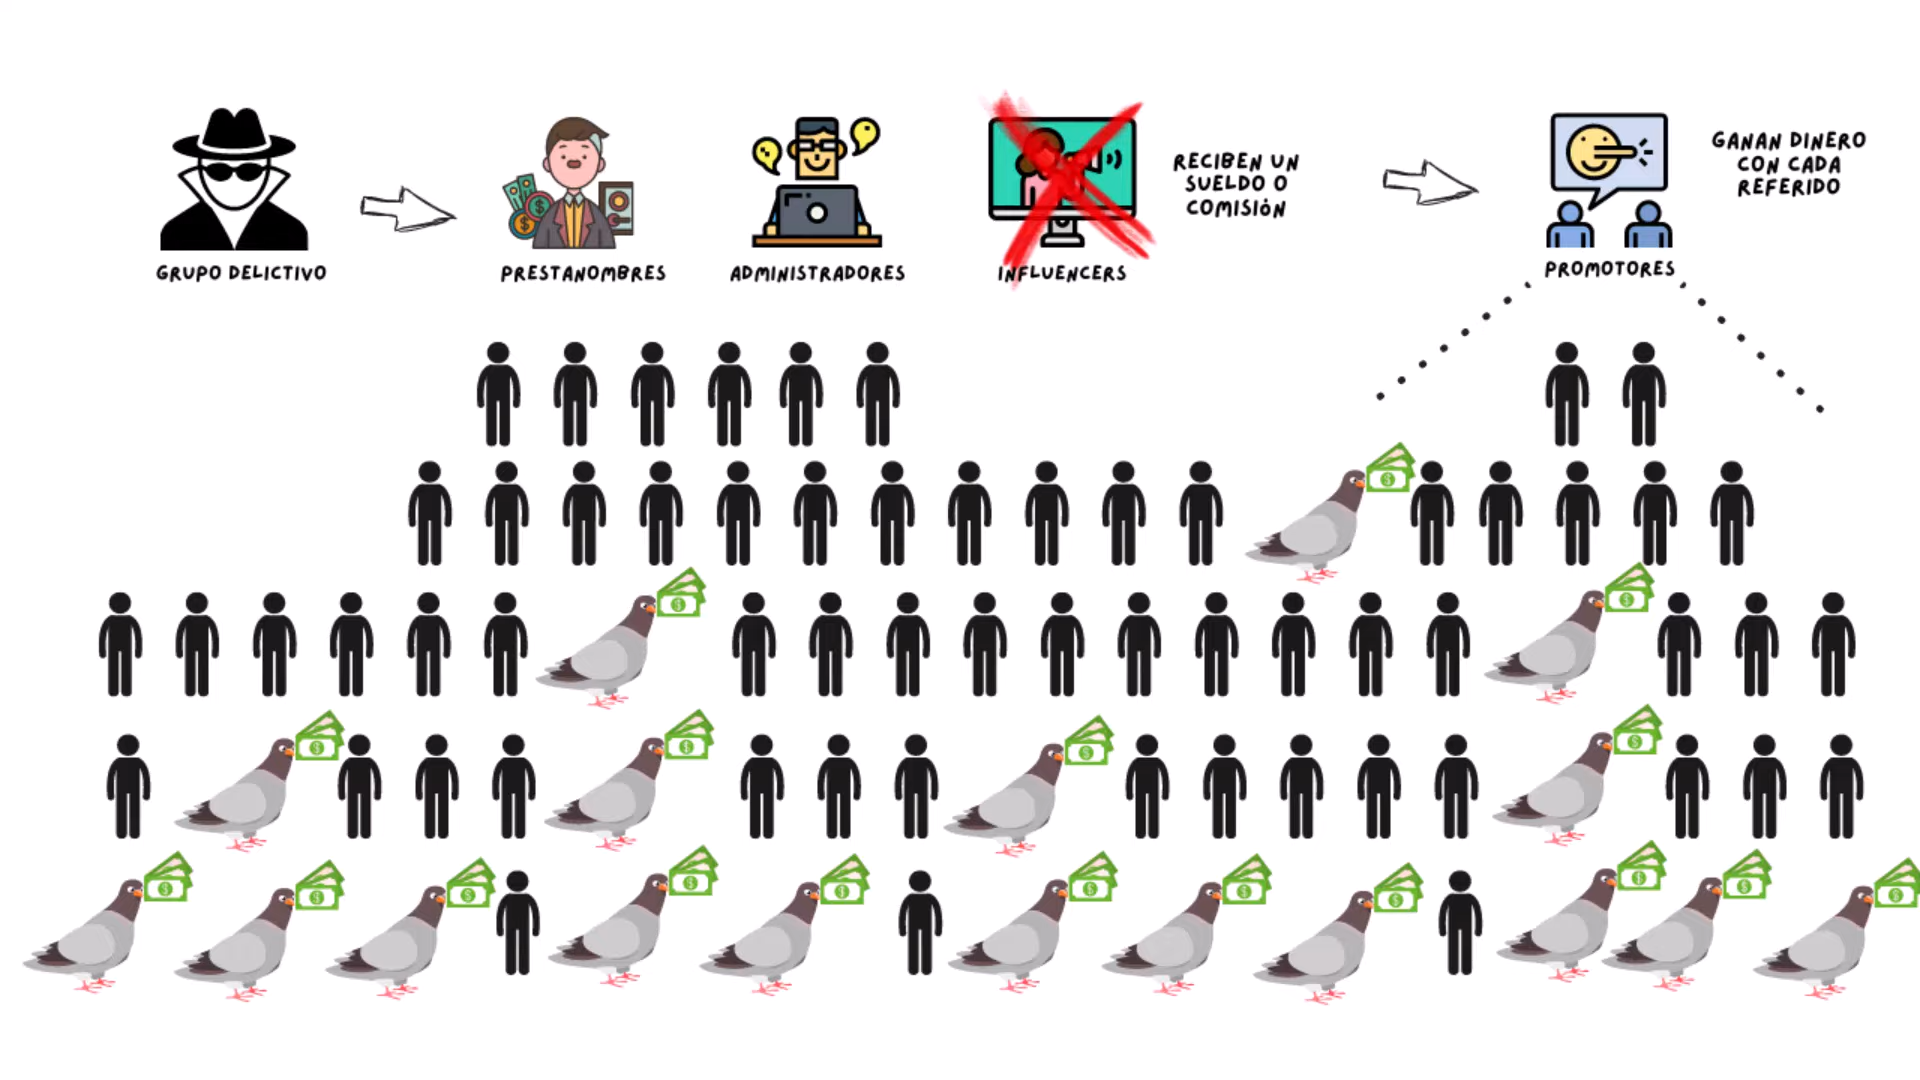 RECIBEN UN
SUELDO O
COMISIÓN
GANAN DINERO
CON CADA
REFERIDO
GRUPO DELICTIVO
PRESTANOMBRES
ADMINISTRADORES
INFLUENCERS
PROMOTORES